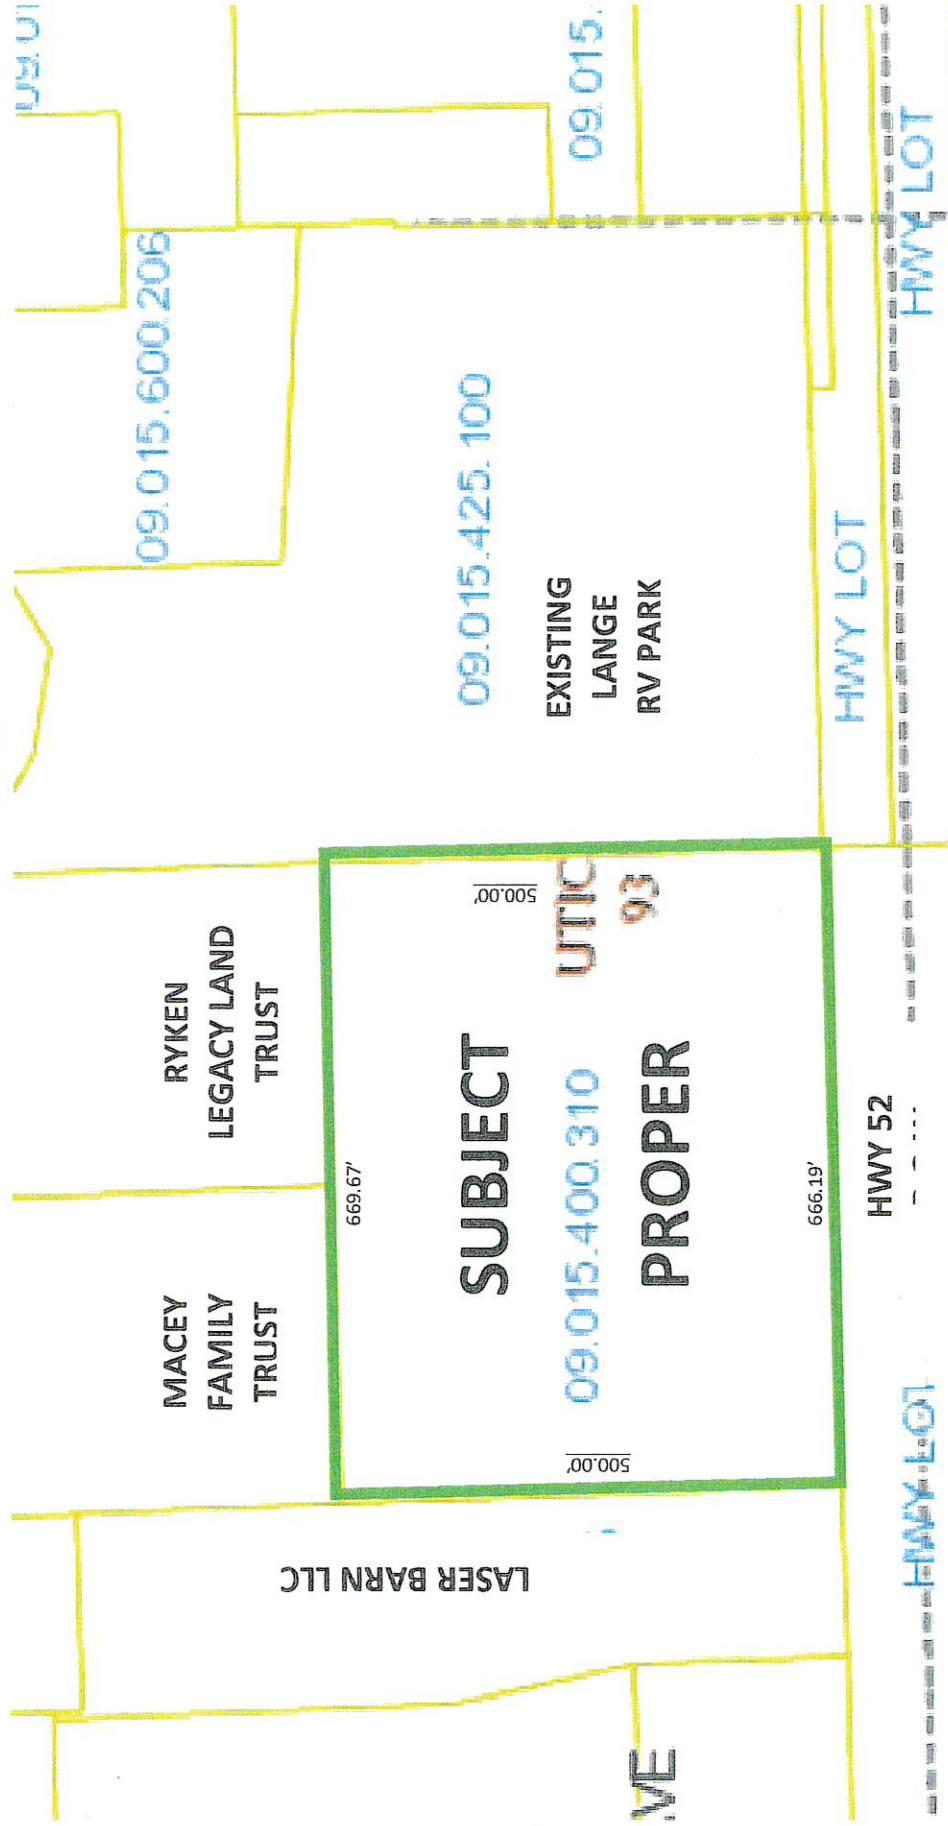 MACEY
FAMILY
TRUST
RYKEN
LEGACY LAND
TRUST
09.015.600.206
669.67'
LASER BARN LLC
500.00'
SUBJECT
09.015.400.310
PROPER
500.00'
UTIC
93
666.19'
09.015.425.100
EXISTING
LANGE
RV PARK
09.015.
VE
HWY 52
HWY LOT
HWY LOT
HWY LOT